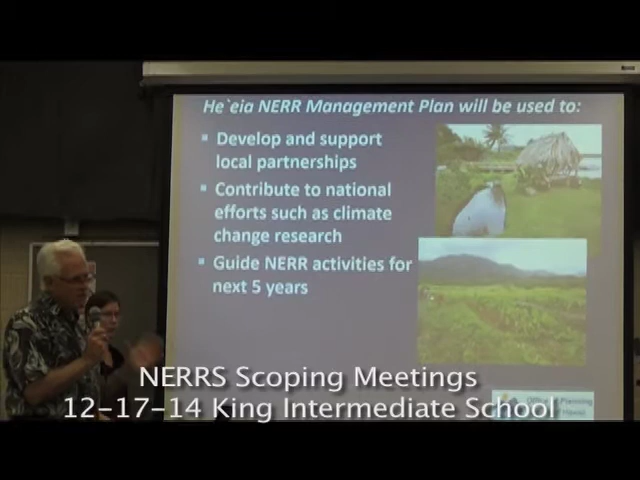 He`eia NERR Management Plan will be used to:
▪ Develop and support
local partnerships
▪ Contribute to national
efforts such as climate
change research
▪ Guide NERR activities for
next 5 years
NERRS Scoping Meetings
12-17-14 King Intermediate School
Planning